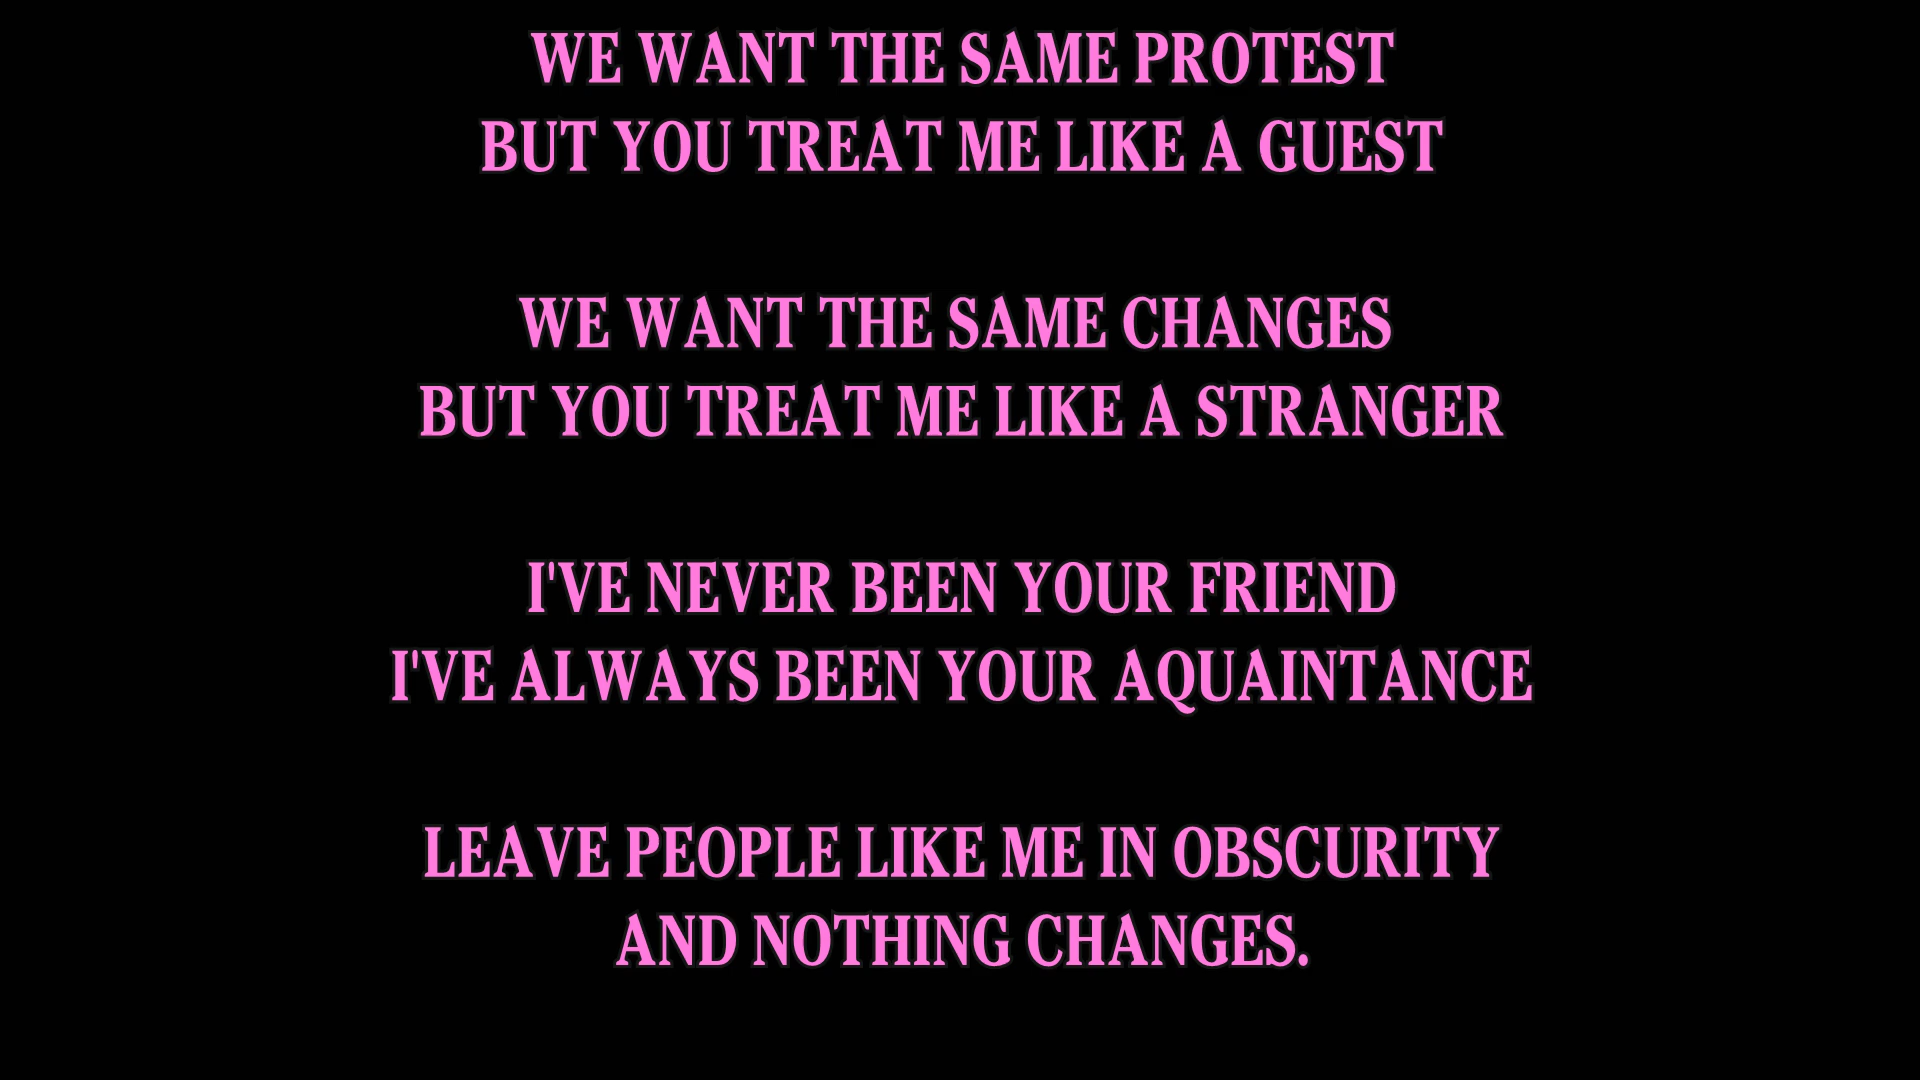 WE WANT THE SAME PROTEST
BUT YOU TREAT ME LIKE A GUEST
WE WANT THE SAME CHANGES
BUT YOU TREAT ME LIKE A STRANGER
I'VE NEVER BEEN YOUR FRIEND
I'VE ALWAYS BEEN YOUR AQUAINTANCE
LEAVE PEOPLE LIKE ME IN OBSCURITY
AND NOTHING CHANGES.